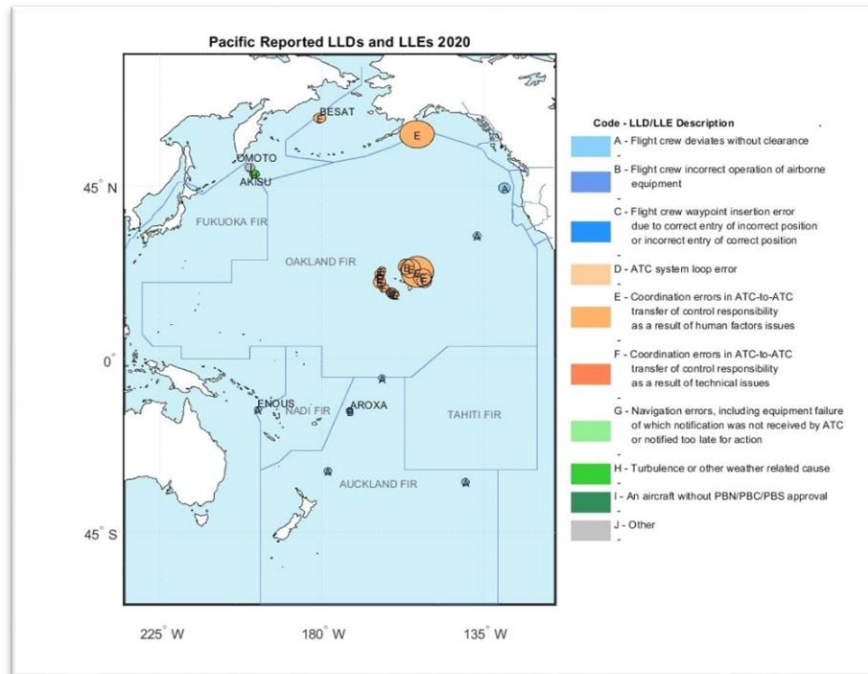 Pacific Reported LLDs and LLEs 2020
BESAT
E
E
OMOTO
AKISU
A
45° N
FUKUOKA FIR
OAKLAND FIR
0°
ENOUS
NADI FIR
AROXA
TAHITI FIR
AUCKLAND FIR
45° S
225° W
180° W
135° W
Code - LLD/LLE Description
A - Flight crew deviates without clearance
-
B - Flight crew incorrect operation of airborne
equipment
-
C - Flight crew waypoint insertion error
due to correct entry of incorrect position
or incorrect entry of correct position
-
D - ATC system loop error
-
E - Coordination errors in ATC-to-ATC
transfer of control responsibility
as a result of human factors issues
-
F - Coordination errors in ATC-to-ATC
transfer of control responsibility
as a result of technical issues
-
G - Navigation errors, including equipment failure
of which notification was not received by ATC
or notified too late for action
-
H - Turbulence or other weather related cause
-
I - An aircraft without PBN/PBC/PBS approval
-
J - Other
-